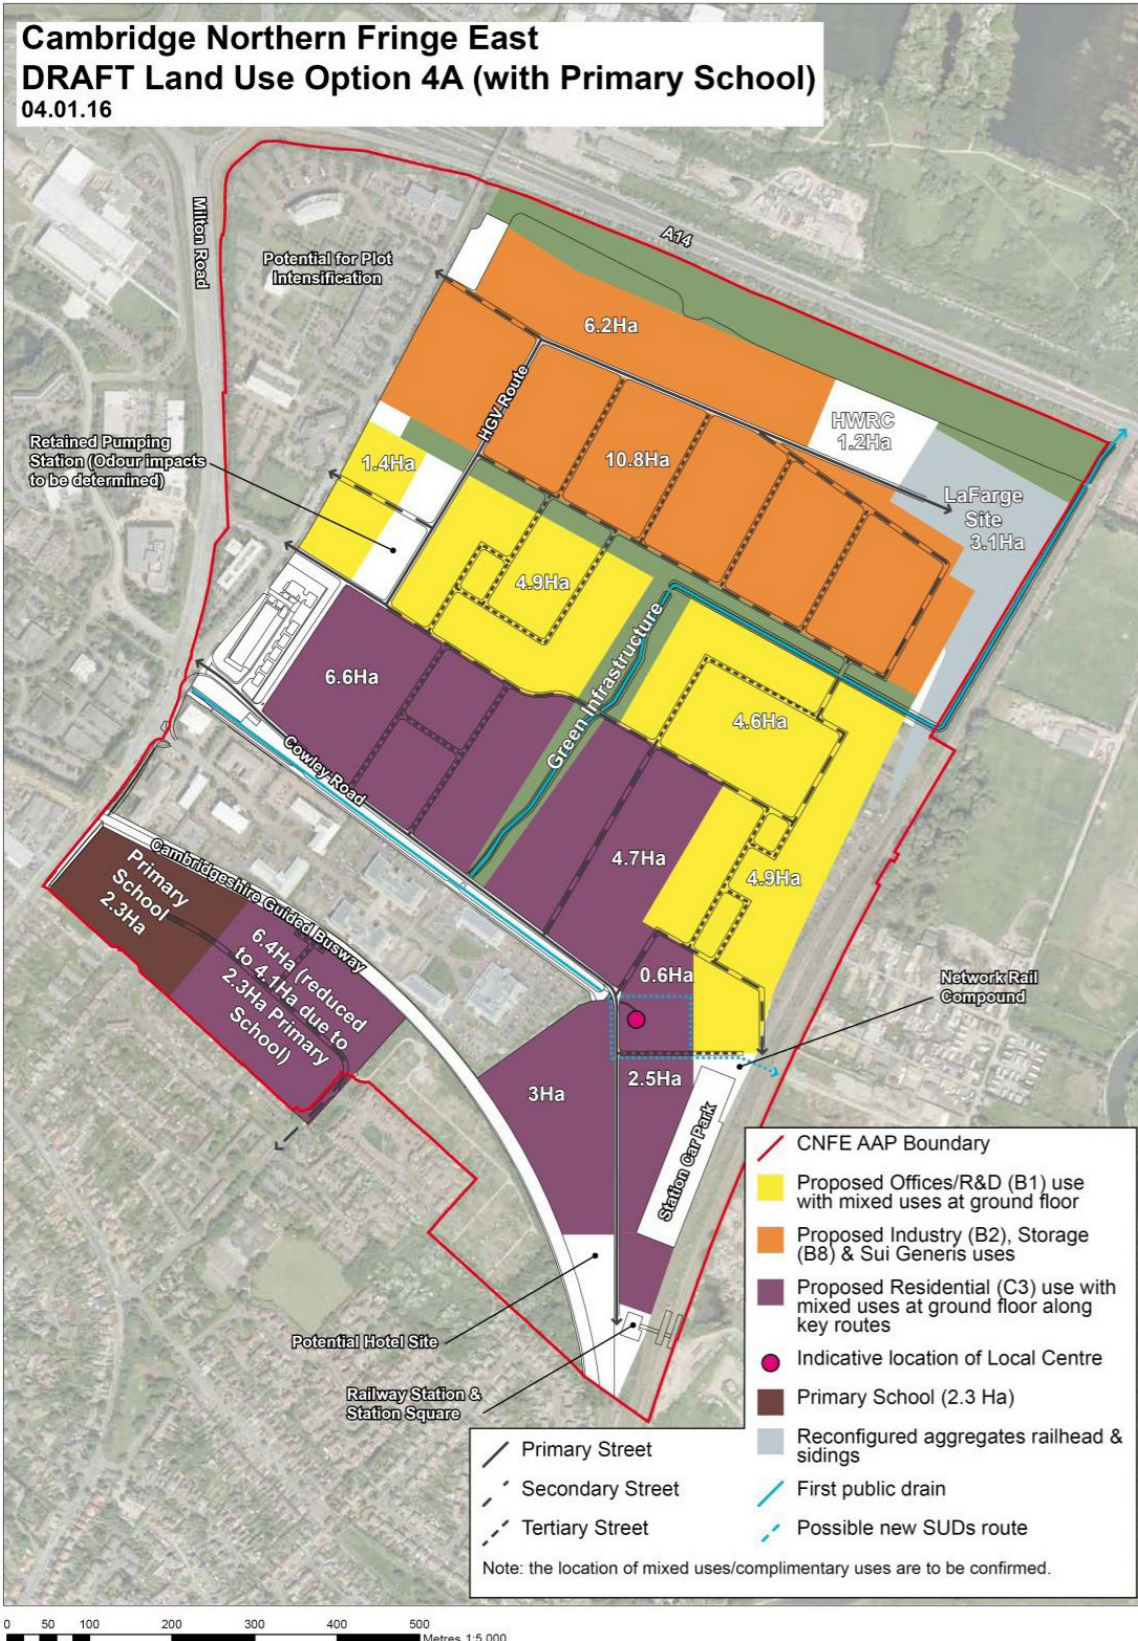 Cambridge Northern Fringe East
DRAFT Land Use Option 4A (with Primary School)
04.01.16
Milton Road
A14
Potential for Plot
Intensification
6.2Ha
HGV Route
HWRC
1.2Ha
Retained Pumping
Station (Odour impacts
to be determined)
1.4Ha
10.8Ha
LaFarge
Site
3.1Ha
4.9Ha
Green Infrastructure
6.6Ha
4.6Ha
Cowley Road
4.7Ha
4.9Ha
Cambridgeshire Guided Busway
Primary
School
2.3Ha
6.4Ha (reduced
to 4.1Ha due to
2.3Ha Primary
School)
0.6Ha
Network Rail
Compound
3Ha
2.5Ha
Station Car Park
Potential Hotel Site
Railway Station &
Station Square
CNFE AAP Boundary
Proposed Offices/R&D (B1) use
with mixed uses at ground floor
Proposed Industry (B2), Storage
(B8) & Sui Generis uses
Proposed Residential (C3) use with
mixed uses at ground floor along
key routes
Indicative location of Local Centre
Primary School (2.3 Ha)
Reconfigured aggregates railhead &
sidings
First public drain
Possible new SUDs route
Primary Street
Secondary Street
Tertiary Street
Note: the location of mixed uses/complimentary uses are to be confirmed.
0 50 100 200 300 400 500
Metres 1:5,000